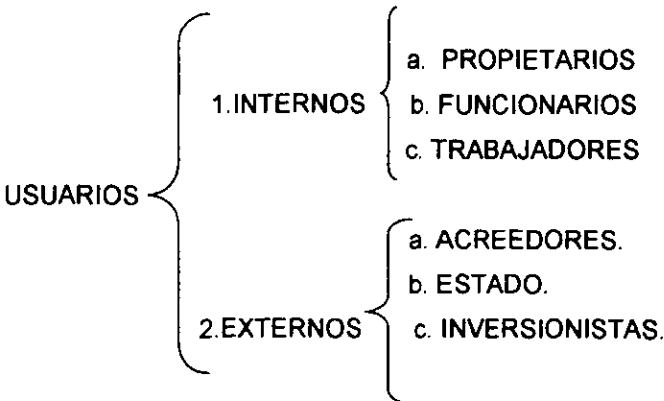 USUARIOS
1.INTERNOS
a. PROPIETARIOS
b. FUNCIONARIOS
c. TRABAJADORES
2.EXTERNOS
a. ACREEDORES.
b. ESTADO.
c. INVERSIONISTAS.